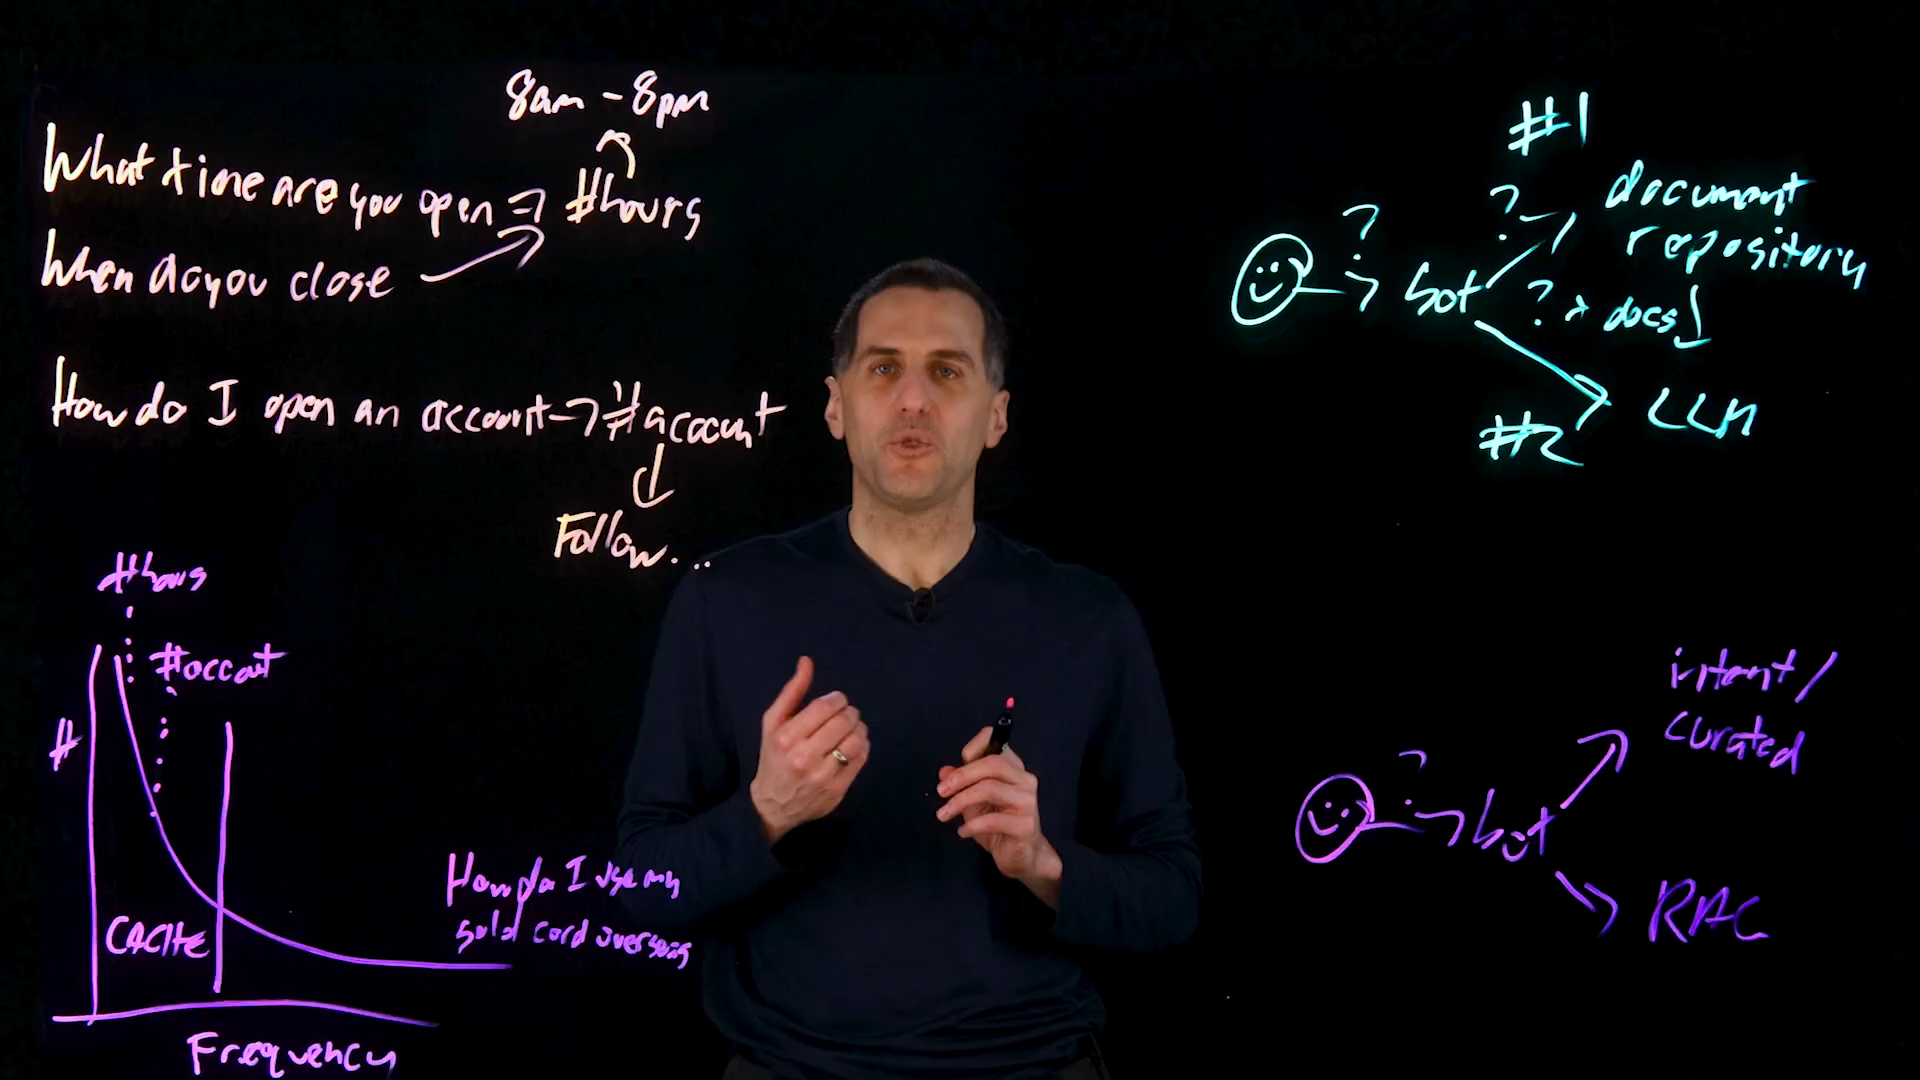 8am - 8pm
What time are you open → #hours
When do you close
How do I open an account → #account
Follow...
#hours
#account
#
CACHE
Frequency
How do I use my
gold card overseas
#1
?
?
document
repository
bot
? + docs
LLM
#2
intent/
curated
?
bot
RAG